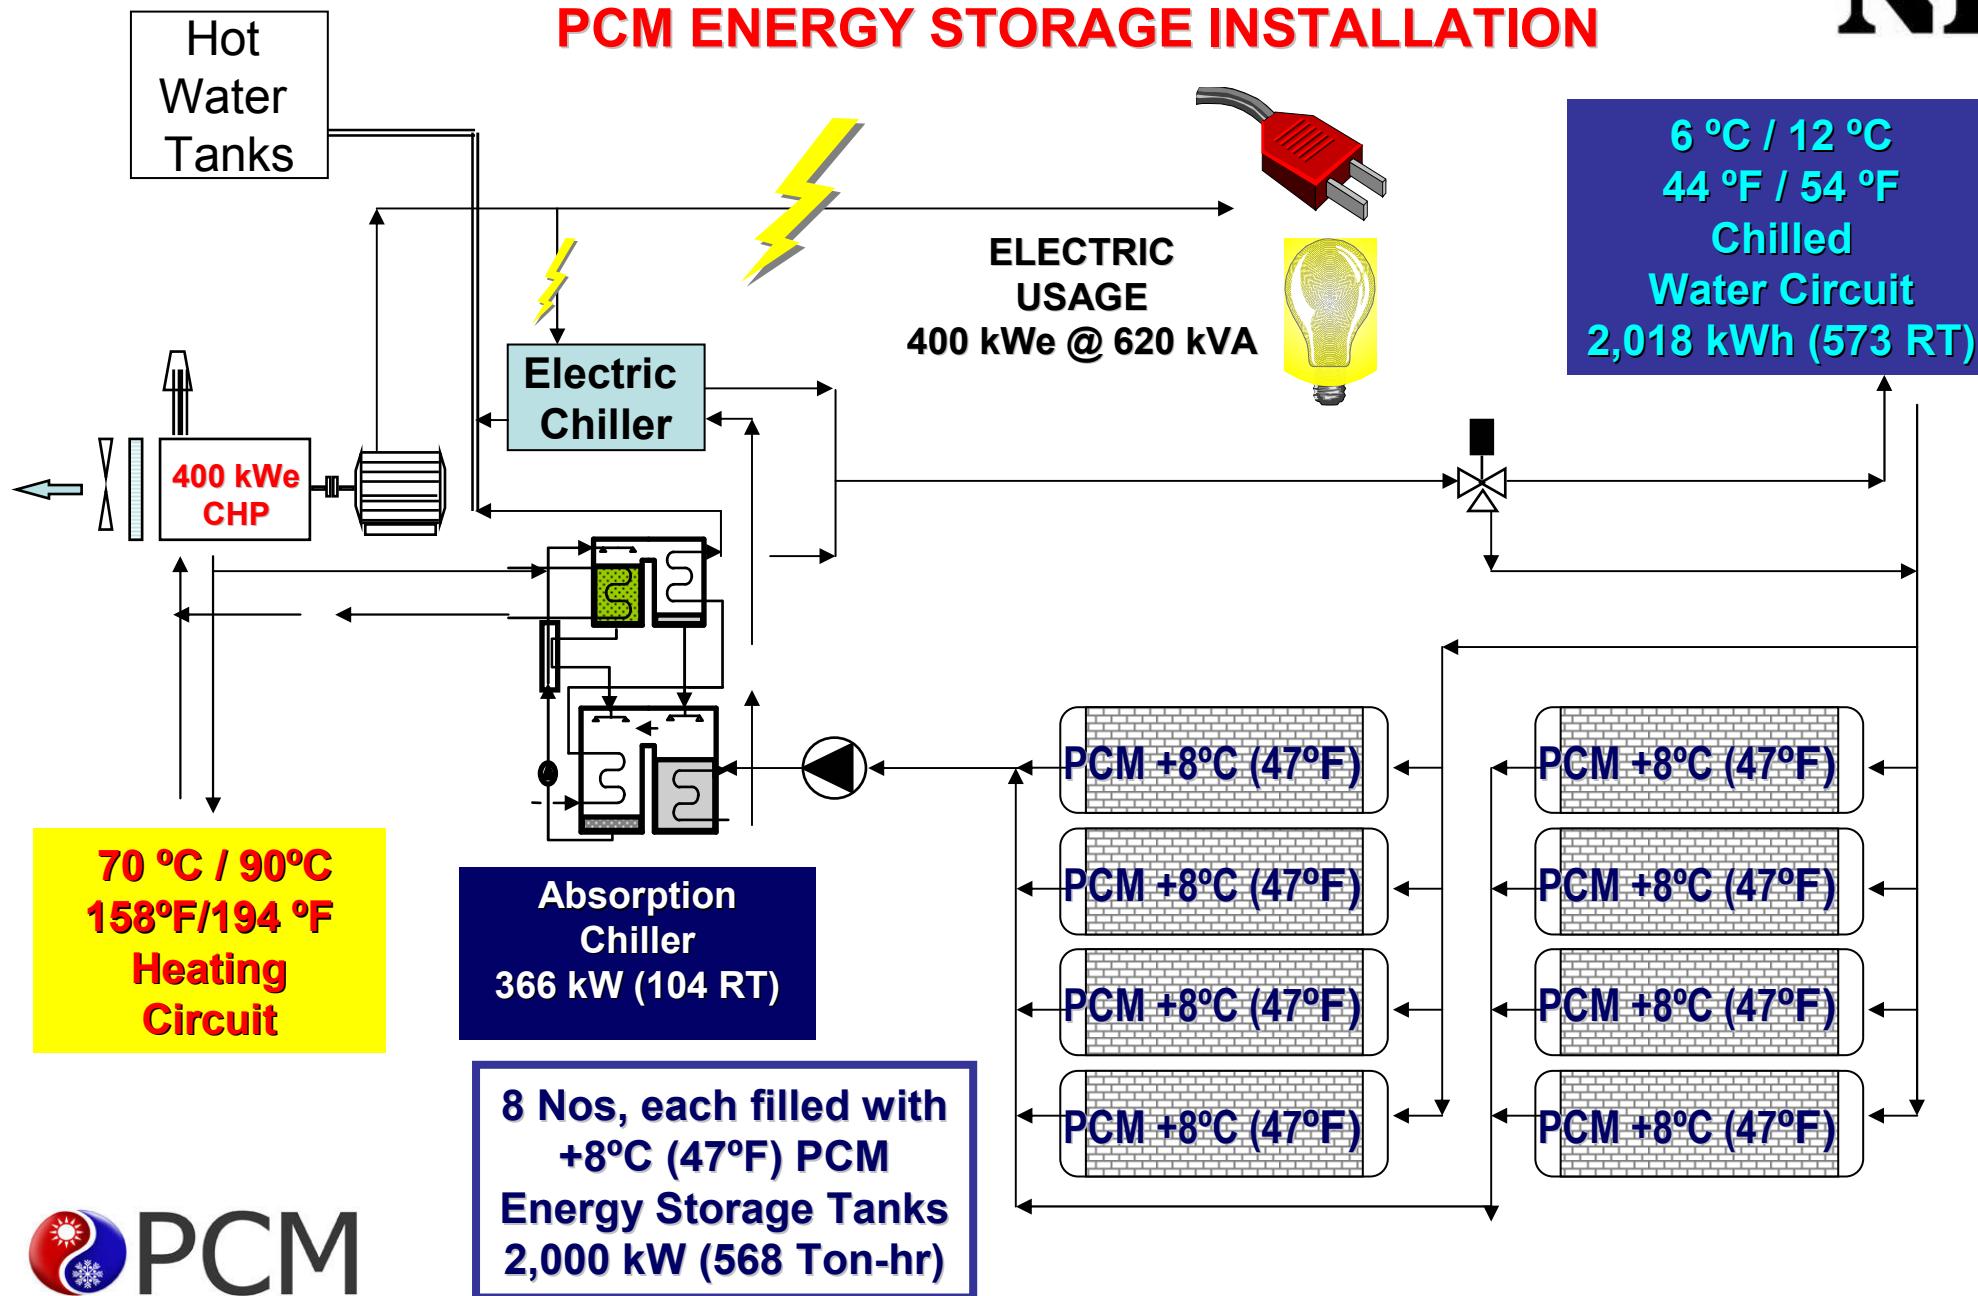 PCM ENERGY STORAGE INSTALLATION
Hot
Water
Tanks
6 ºC / 12 ºC
44 ºF / 54 ºF
Chilled
Water Circuit
2,018 kWh (573 RT)
ELECTRIC
USAGE
400 kWe @ 620 kVA
Electric
Chiller
400 kWe
CHP
70 ºC / 90ºC
158ºF/194 ºF
Heating
Circuit
Absorption
Chiller
366 kW (104 RT)
PCM +8ºC (47ºF)
PCM +8ºC (47ºF)
PCM +8ºC (47ºF)
PCM +8ºC (47ºF)
PCM +8ºC (47ºF)
PCM +8ºC (47ºF)
PCM +8ºC (47ºF)
PCM +8ºC (47ºF)
8 Nos, each filled with
+8ºC (47ºF) PCM
Energy Storage Tanks
2,000 kW (568 Ton-hr)
PCM